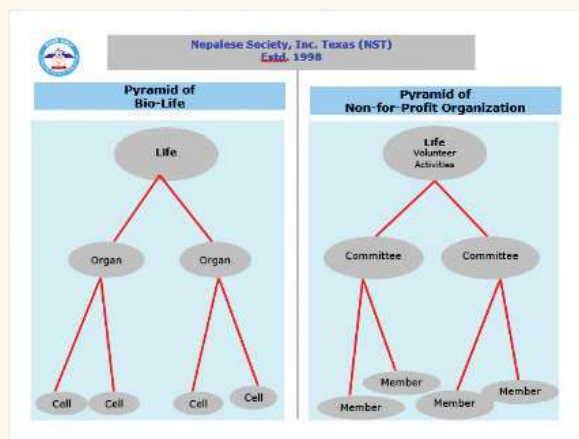 Nepalese Society, Inc. Texas (NST)
Estd. 1998
Pyramid of
Bio-Life
Life
Organ
Organ
Cell
Cell
Cell
Cell
Pyramid of
Non-for-Profit Organization
Life
Volunteer
Activities
Committee
Committee
Member
Member
Member
Member